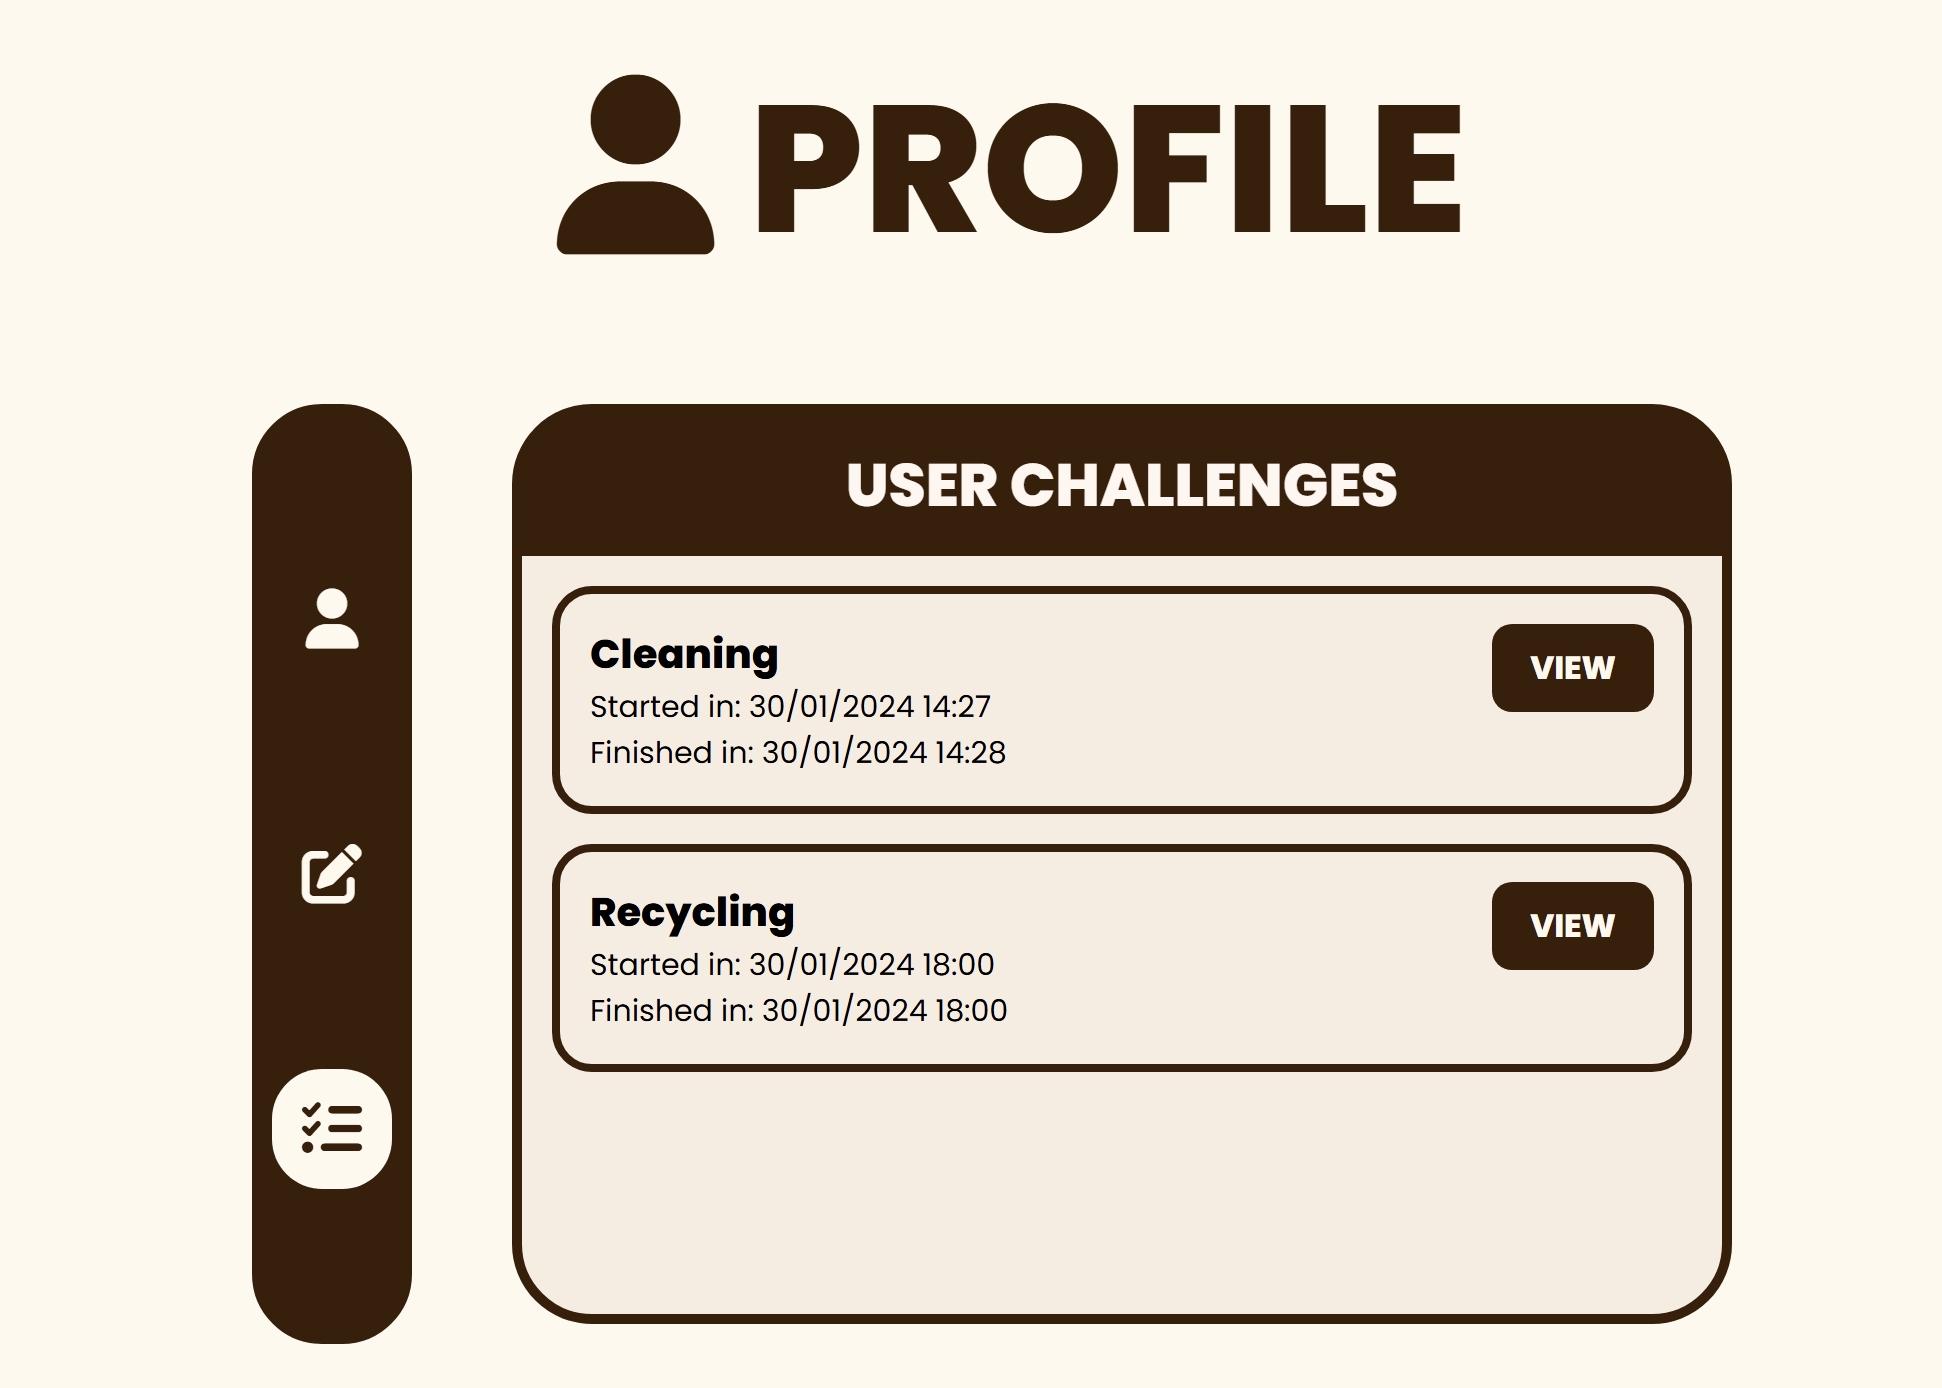 PROFILE
USER CHALLENGES
Cleaning
VIEW
Started in: 30/01/2024 14:27
Finished in: 30/01/2024 14:28
Recycling
VIEW
Started in: 30/01/2024 18:00
Finished in: 30/01/2024 18:00